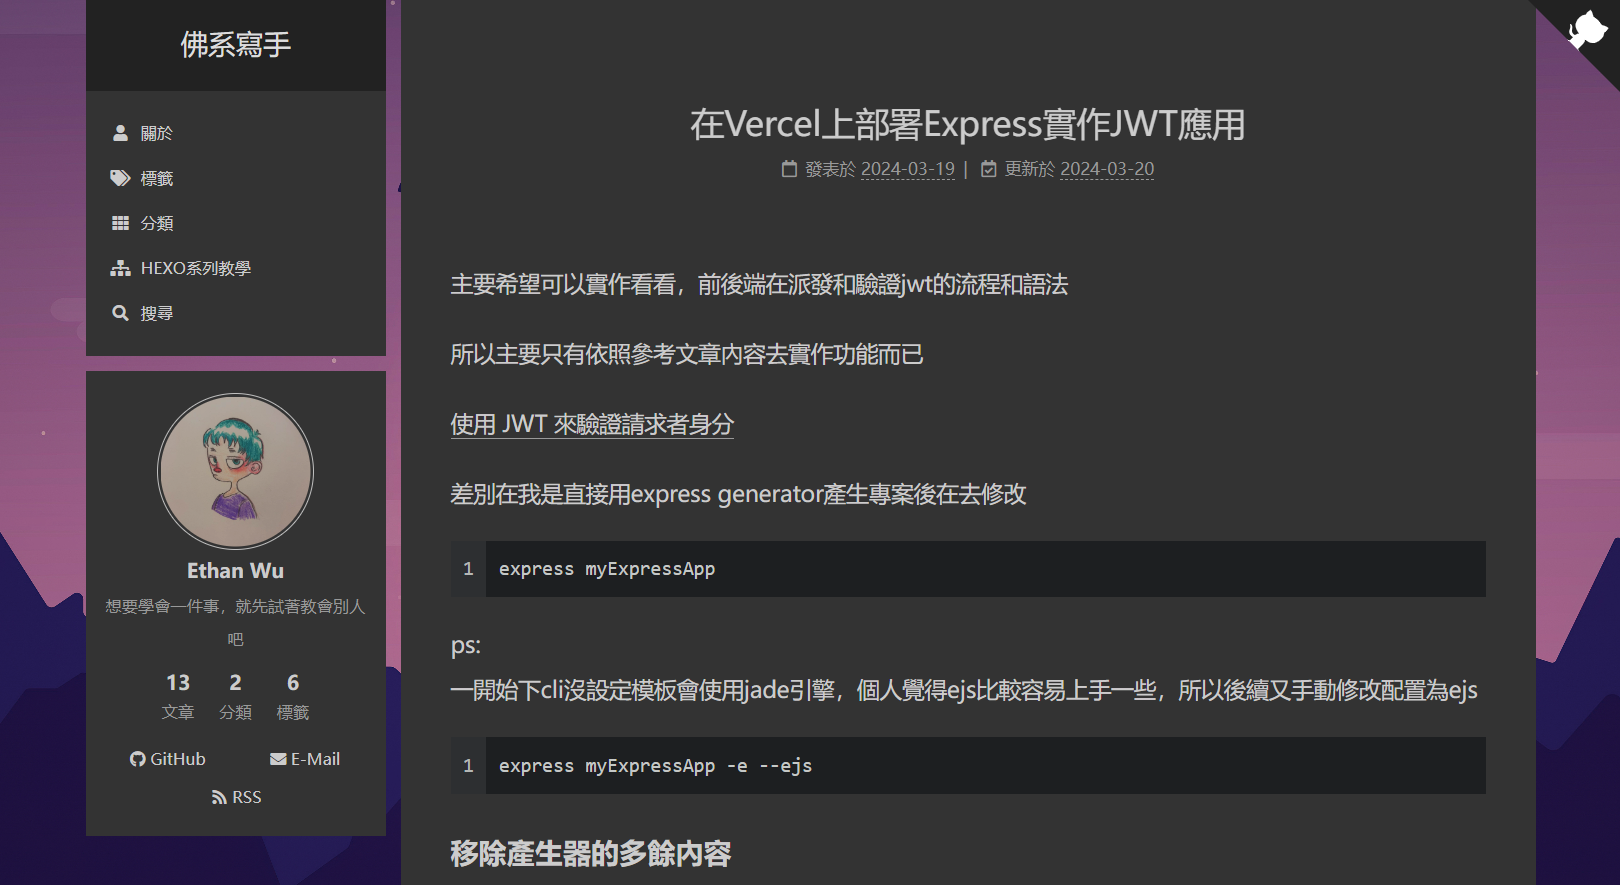 佛系寫手
關於
標籤
分類
HEXO系列教學
搜尋
Ethan Wu
想要學會一件事，就先試著教會別人
吧
13 2 6
文章 分類 標籤
GitHub E-Mail
RSS
在Vercel上部署Express實作JWT應用
發表於 2024-03-19 | 更新於 2024-03-20
主要希望可以實作看看，前後端在派發和驗證jwt的流程和語法
所以主要只有依照參考文章內容去實作功能而已
使用 JWT 來驗證請求者身分
差別在我是直接用express generator產生專案後在去修改
1 express myExpressApp
ps:
一開始下cli沒設定模板會使用jade引擎，個人覺得ejs比較容易上手一些，所以後續又手動修改配置為ejs
1 express myExpressApp -e --ejs
移除產生器的多餘內容